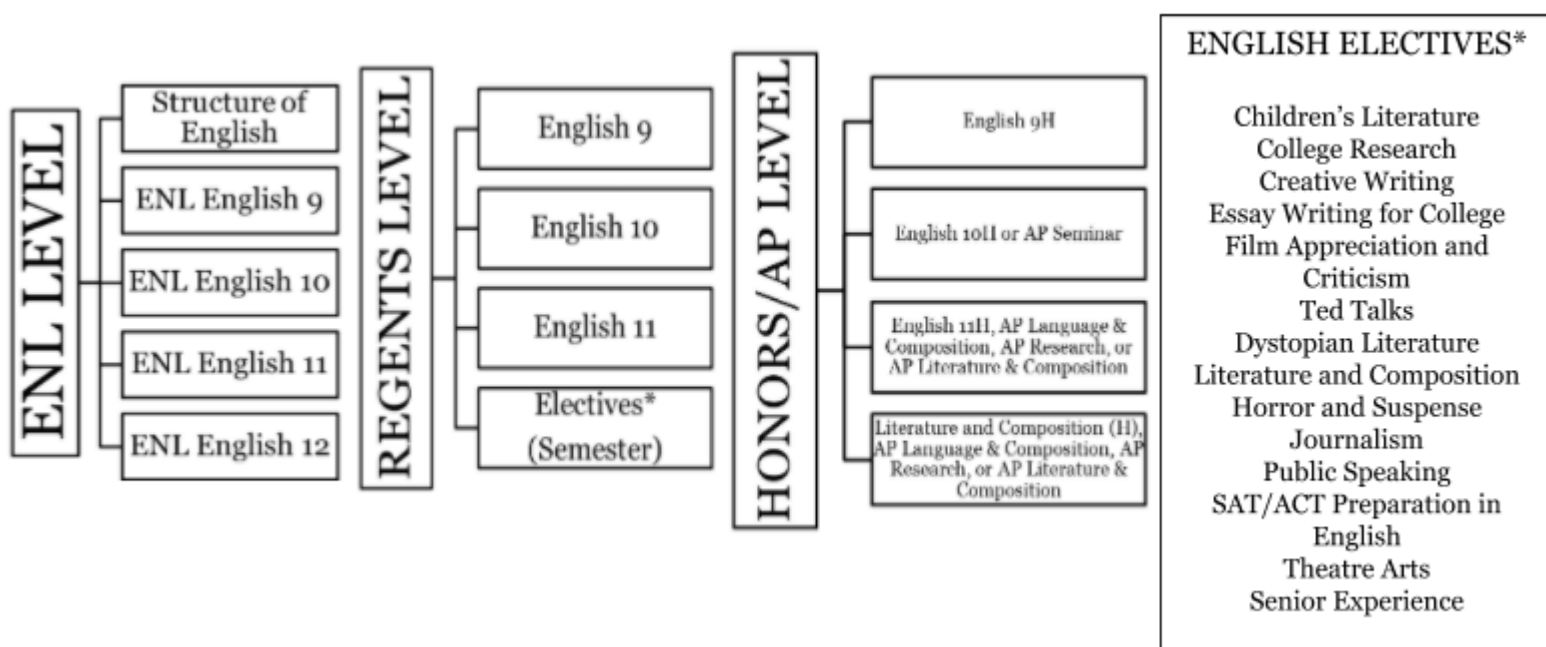 ENL LEVEL
Structure of
English
ENL English 9
ENL English 10
ENL English 11
ENL English 12
REGENTS LEVEL
English 9
English 10
English 11
Electives*
(Semester)
HONORS/AP LEVEL
English 9H
English 10H or AP Seminar
English 11H, AP Language &
Composition, AP Research, or
AP Literature & Composition
Literature and Composition (H),
AP Language & Composition, AP
Research, or AP Literature &
Composition
ENGLISH ELECTIVES*
Children's Literature
College Research
Creative Writing
Essay Writing for College
Film Appreciation and
Criticism
Ted Talks
Dystopian Literature
Literature and Composition
Horror and Suspense
Journalism
Public Speaking
SAT/ACT Preparation in
English
Theatre Arts
Senior Experience